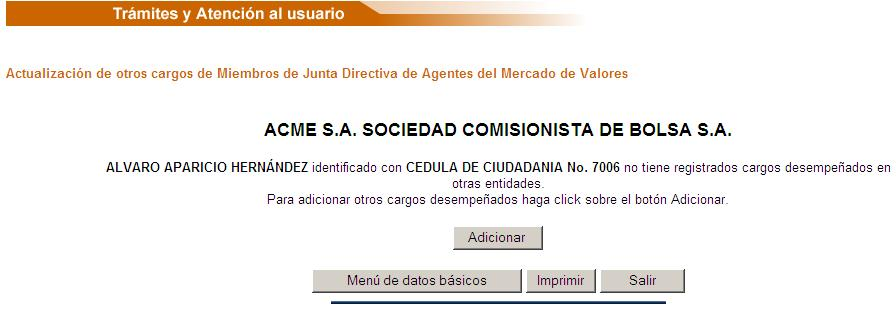 Trámites y Atención al usuario
Actualización de otros cargos de Miembros de Junta Directiva de Agentes del Mercado de Valores
ACME S.A. SOCIEDAD COMISIONISTA DE BOLSA S.A.
ALVARO APARICIO HERNÁNDEZ identificado con CEDULA DE CIUDADANIA No. 7006 no tiene registrados cargos desempeñados en
otras entidades.
Para adicionar otros cargos desempeñados haga click sobre el botón Adicionar.
Adicionar
Menú de datos básicos Imprimir Salir